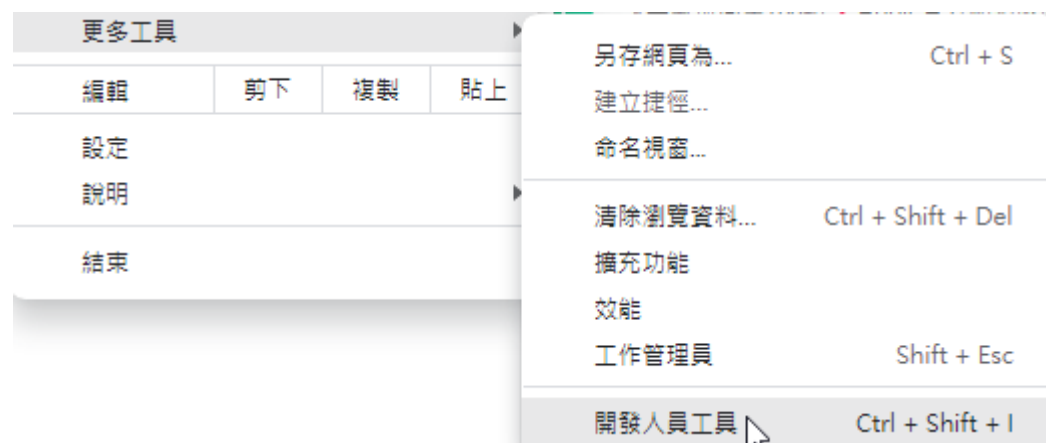 更多工具
編輯 剪下 複製 貼上
設定
說明
結束
另存網頁為... Ctrl + S
建立捷徑...
命名視窗...
清除瀏覽資料... Ctrl + Shift + Del
擴充功能
效能
工作管理員 Shift + Esc
開發人員工具 Ctrl + Shift + I